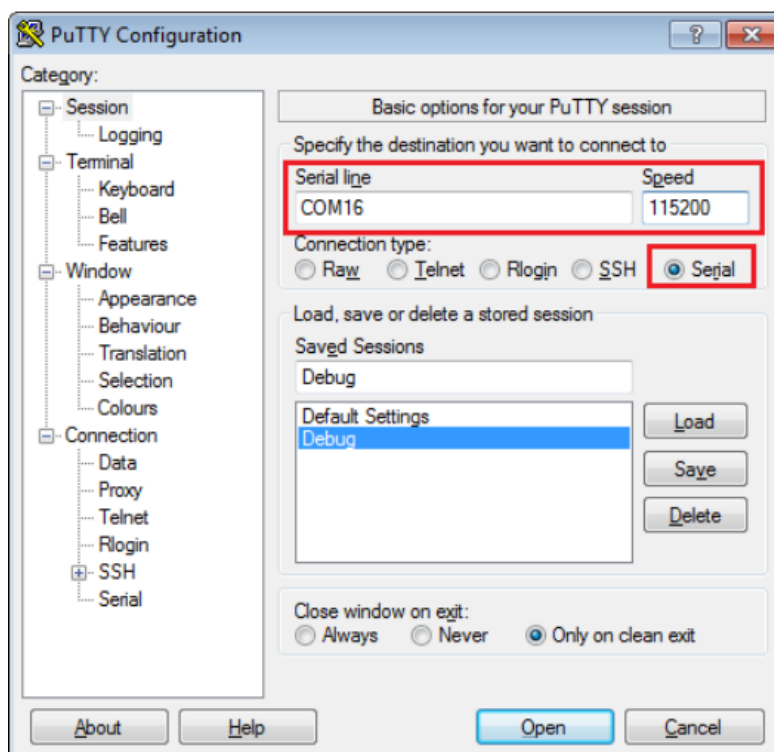 PuTTY Configuration
Category:
Session
Logging
Terminal
Keyboard
Bell
Features
Window
Appearance
Behaviour
Translation
Selection
Colours
Connection
Data
Proxy
Telnet
Rlogin
SSH
Serial
Basic options for your PuTTY session
Specify the destination you want to connect to
Serial line Speed
COM16 115200
Connection type:
Raw Telnet Rlogin SSH Serial
Load, save or delete a stored session
Saved Sessions
Debug
Default Settings
Debug
Load
Save
Delete
Close window on exit:
Always Never Only on clean exit
About Help Open Cancel